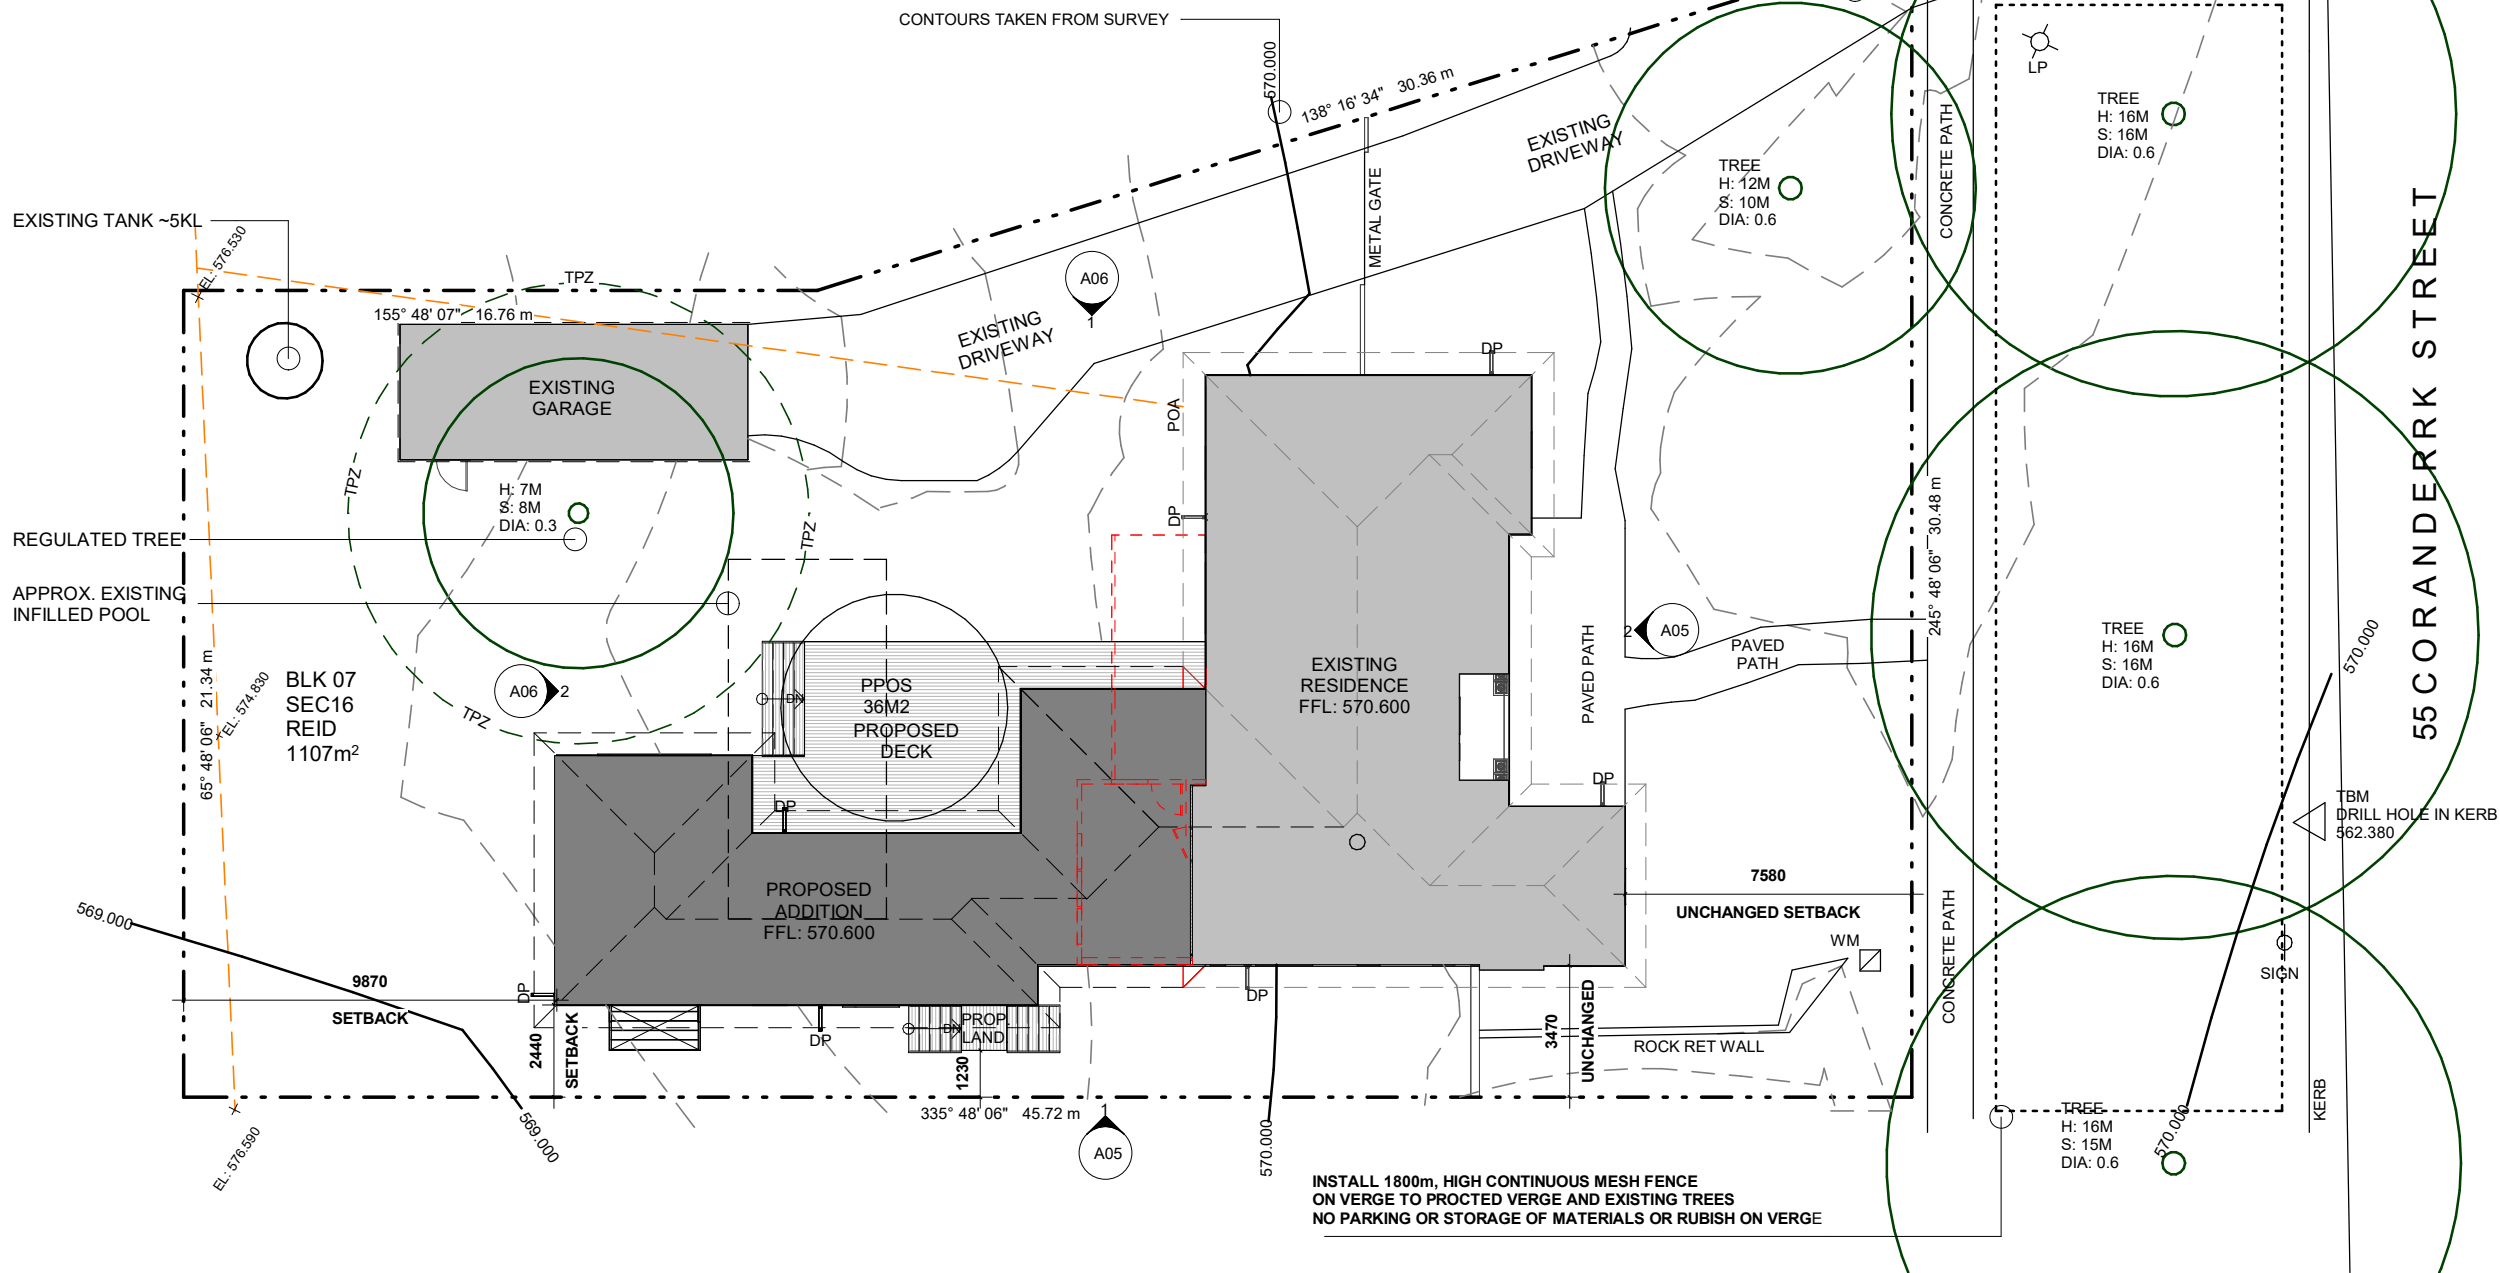 CONTOURS TAKEN FROM SURVEY
570.000
138° 16' 34" 30.36 m
EXISTING
DRIVEWAY
METAL GATE
TREE
H: 12M
S: 10M
DIA: 0.6
CONCRETE PATH
LP
TREE
H: 16M
S: 16M
DIA: 0.6
EXISTING TANK ~5KL
EL: 576.530
TPZ
155° 48' 07" 16.76 m
A06
1
EXISTING
DRIVEWAY
EXISTING
GARAGE
DP
POA
TPZ
H: 7M
S: 8M
DIA: 0.3
REGULATED TREE
TPZ
DP
245° 48' 06" 30.48 m
55 CORANDERRK STREET
APPROX. EXISTING
INFILLED POOL
65° 48' 06" 21.34 m
EL: 574.830
BLK 07
SEC16
REID
1107m²
A06
2
TPZ
DN
PPOS
36M2
PROPOSED
DECK
DP
EXISTING
RESIDENCE
FFL: 570.600
PAVED PATH
2
A05
PAVED
PATH
TREE
H: 16M
S: 16M
DIA: 0.6
570.000
DP
TBM
DRILL HOLE IN KERB
562.380
PROPOSED
ADDITION
FFL: 570.600
7580
UNCHANGED SETBACK
569.000
9870
SETBACK
DP
2440
SETBACK
DP
DN
PROP.
LAND
1230
DP
3470
UNCHANGED
WM
ROCK RET WALL
CONCRETE PATH
SIGN
KERB
569.000
EL: 576.590
335° 48' 06" 45.72 m
1
A05
570.000
TREE
H: 16M
S: 15M
DIA: 0.6
570.000
INSTALL 1800m, HIGH CONTINUOUS MESH FENCE
ON VERGE TO PROCTED VERGE AND EXISTING TREES
NO PARKING OR STORAGE OF MATERIALS OR RUBISH ON VERGE